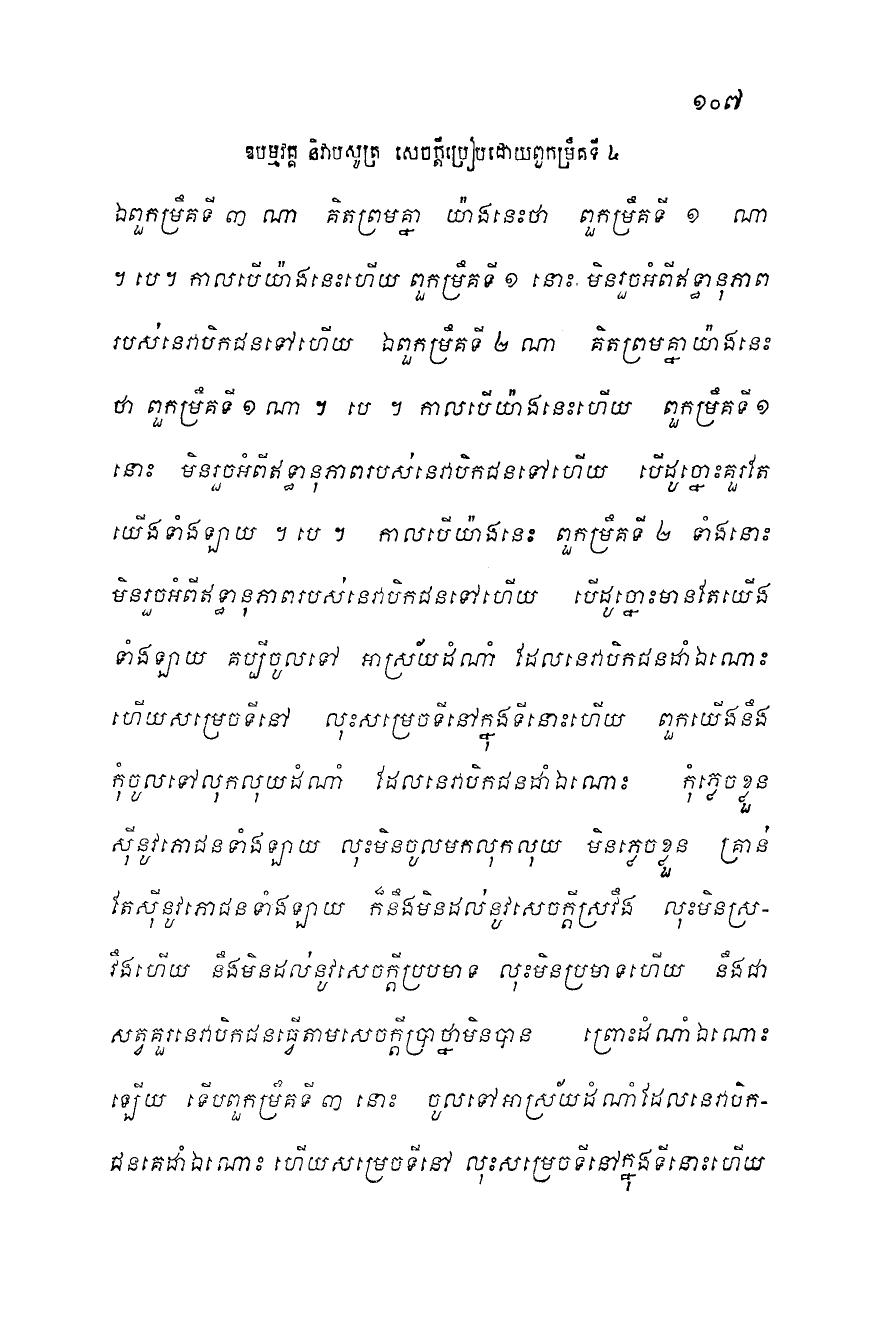 ១០៧
ឧបម្មវគ្គ និវាបសូត្រ សេចក្តីប្រៀបដោយពួកម្រឹគទី ៤
ឯពួកម្រឹគទី ៣ ណា គិតព្រមគ្នា យ៉ាងនេះថា ពួកម្រឹគទី ១ ណា
។ បេ។ កាលបើយ៉ាងនេះហើយ ពួកម្រឹគទី ១ នោះ មិនរួចអំពីឥទ្ធានុភាព
របស់នេវាបិកជនទៅហើយ ឯពួកម្រឹគទី ២ ណា គិតព្រមគ្នាយ៉ាងនេះ
ថា ពួកម្រឹគទី ១ ណា ។ បេ ។ កាលបើយ៉ាងនេះហើយ ពួកម្រឹគទី ១
នោះ មិនរួចអំពីឥទ្ធានុភាពរបស់នេវាបិកជនទៅហើយ បើដូច្នោះគួរតែ
យើងទាំងឡាយ ។ បេ ។ កាលបើយ៉ាងនេះ ពួកម្រឹគទី ២ ទាំងនោះ
មិនរួចអំពីឥទ្ធានុភាពរបស់នេវាបិកជនទៅហើយ បើដូច្នោះមានតែយើង
ទាំងឡាយ គប្បីចូលទៅ អាស្រ័យដំណាំ ដែលនេវាបិកជនដាំឯណោះ
ហើយសម្រេចទីនៅ លុះសម្រេចទីនៅក្នុងទីនោះហើយ ពួកយើងនឹង
កុំចូលទៅលុកលុយដំណាំ ដែលនេវាបិកជនដាំឯណោះ កុំភ្លេចខ្លួន
ស៊ីនូវភោជនទាំងឡាយ លុះមិនចូលមកលុកលុយ មិនភ្លេចខ្លួន គ្រាន់
តែស៊ីនូវភោជនទាំងឡាយ ក៏នឹងមិនដល់នូវសេចក្តីស្រវឹង លុះមិនស្រ-
វឹងហើយ នឹងមិនដល់នូវសេចក្តីប្របមាទ លុះមិនប្រមាទហើយ នឹងជា
សត្វគួរនេវាបិកជនធ្វើតាមសេចក្តីប្រាថ្នាមិនបាន ព្រោះដំណាំឯណោះ
ឡើយ ទើបពួកម្រឹគទី ៣ នោះ ចូលទៅអាស្រ័យដំណាំដែលនេវាបិក-
ជនគេដាំឯណោះ ហើយសម្រេចទីនៅ លុះសម្រេចទីនៅក្នុងទីនោះហើយ